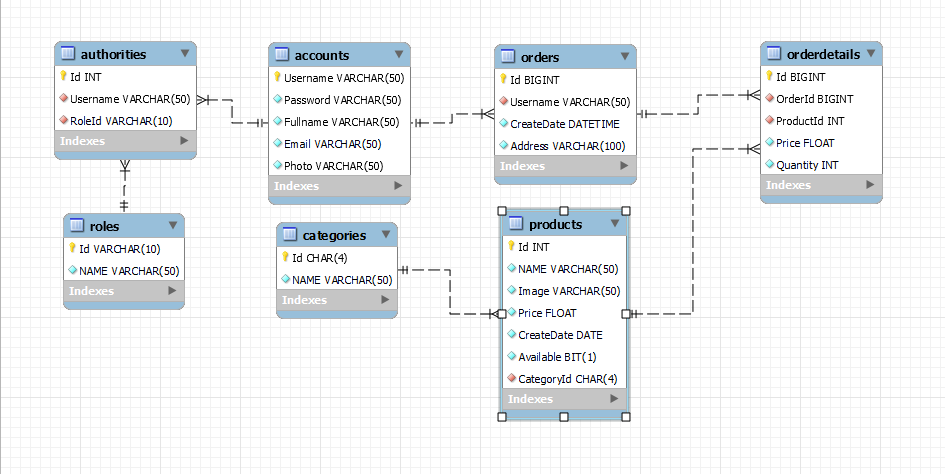 authorities
Id INT
Username VARCHAR(50)
RoleId VARCHAR(10)
Indexes
accounts
Username VARCHAR(50)
Password VARCHAR(50)
Fullname VARCHAR(50)
Email VARCHAR(50)
Photo VARCHAR(50)
Indexes
orders
Id BIGINT
Username VARCHAR(50)
CreateDate DATETIME
Address VARCHAR(100)
Indexes
orderdetails
Id BIGINT
OrderId BIGINT
ProductId INT
Price FLOAT
Quantity INT
Indexes
roles
Id VARCHAR(10)
NAME VARCHAR(50)
Indexes
categories
Id CHAR(4)
NAME VARCHAR(50)
Indexes
products
Id INT
NAME VARCHAR(50)
Image VARCHAR(50)
Price FLOAT
CreateDate DATE
Available BIT(1)
CategoryId CHAR(4)
Indexes